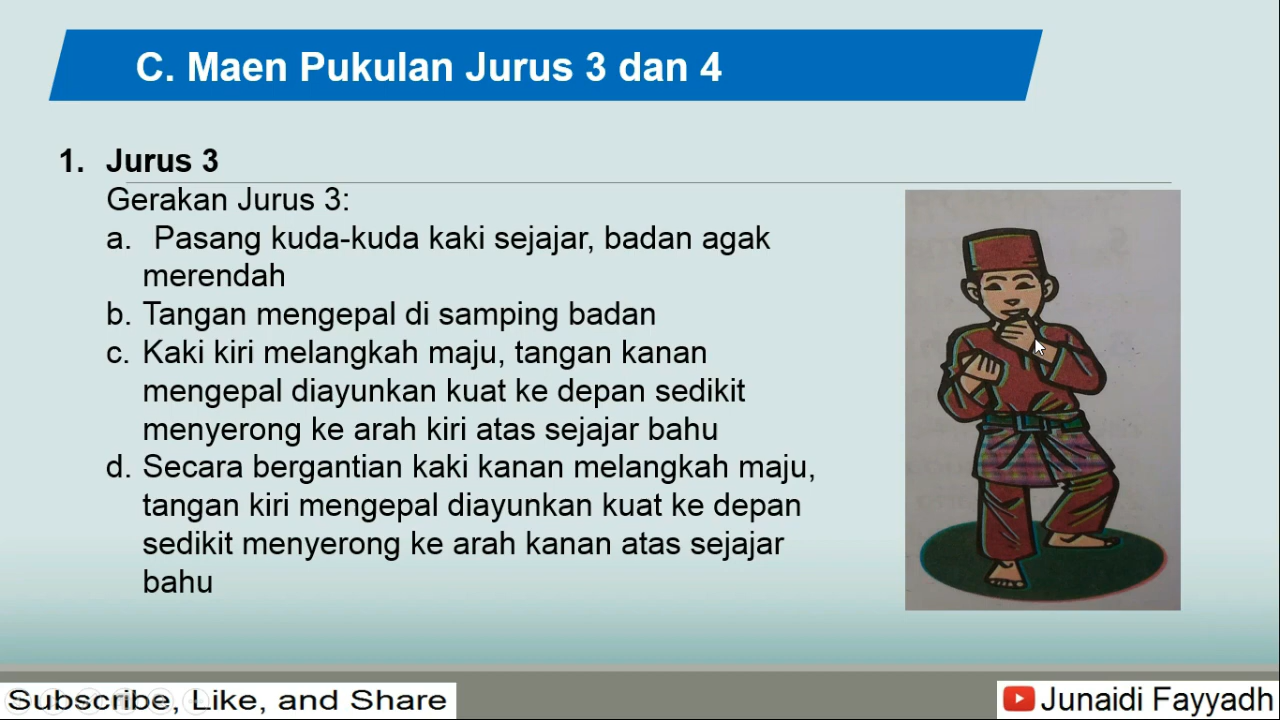 C. Maen Pukulan Jurus 3 dan 4
1. Jurus 3
Gerakan Jurus 3:
a. Pasang kuda-kuda kaki sejajar, badan agak
merendah
b. Tangan mengepal di samping badan
c. Kaki kiri melangkah maju, tangan kanan
mengepal diayunkan kuat ke depan sedikit
menyerong ke arah kiri atas sejajar bahu
d. Secara bergantian kaki kanan melangkah maju,
tangan kiri mengepal diayunkan kuat ke depan
sedikit menyerong ke arah kanan atas sejajar
bahu
Subscribe, Like, and Share
Junaidi Fayyadh